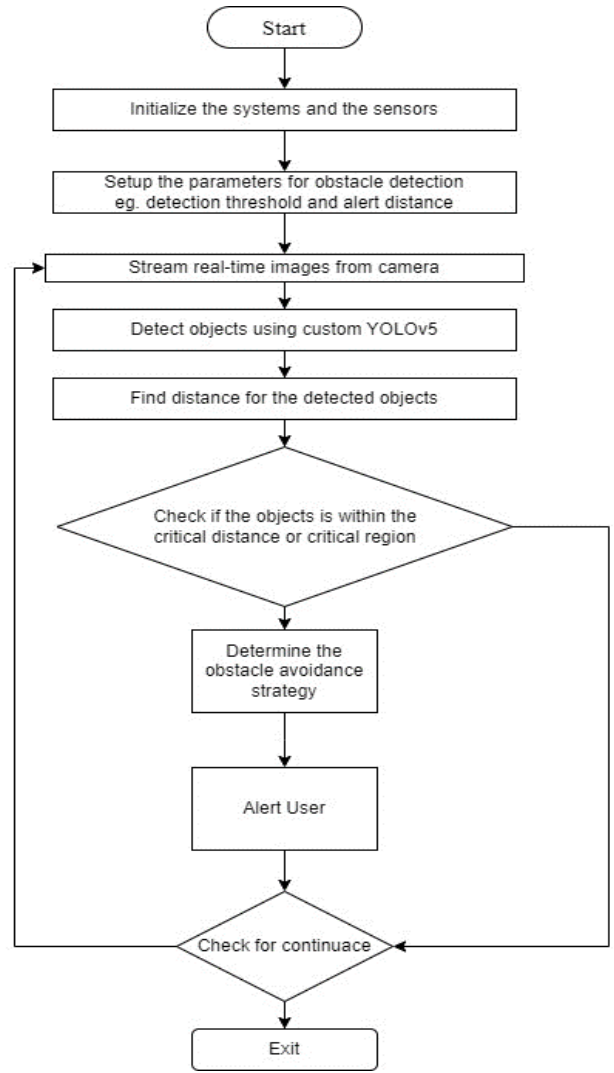 Start
Initialize the systems and the sensors
Setup the parameters for obstacle detection
eg. detection threshold and alert distance
Stream real-time images from camera
Detect objects using custom YOLOv5
Find distance for the detected objects
Check if the objects is within the
critical distance or critical region
Determine the
obstacle avoidance
strategy
Alert User
Check for continuace
Exit